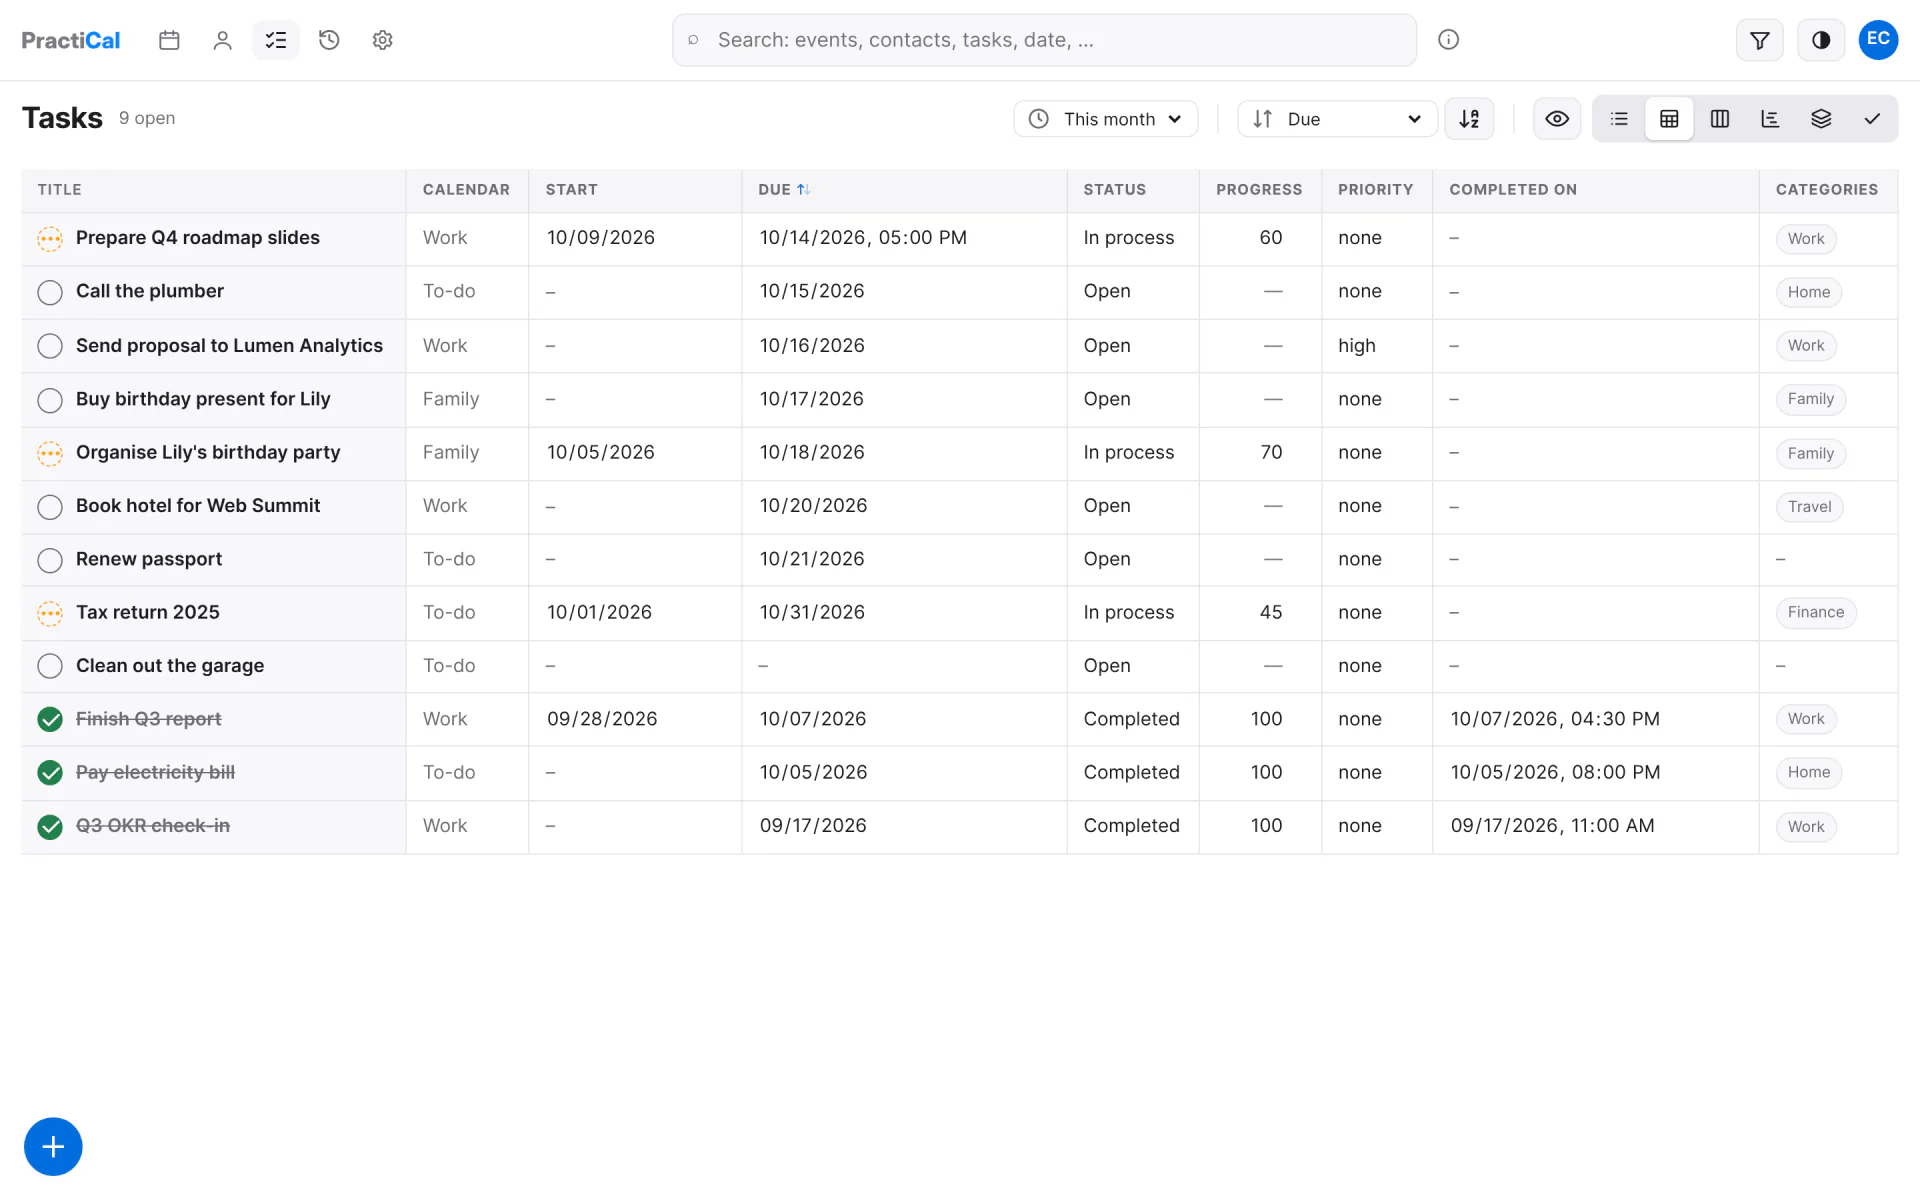 PractiCal
Search: events, contacts, tasks, date, ...
EC
Tasks 9 open
This month
Due
TITLE CALENDAR START DUE STATUS PROGRESS PRIORITY COMPLETED ON CATEGORIES
Prepare Q4 roadmap slides Work 10/09/2026 10/14/2026, 05:00 PM In process 60 none – Work
Call the plumber To-do – 10/15/2026 Open — none – Home
Send proposal to Lumen Analytics Work – 10/16/2026 Open — high – Work
Buy birthday present for Lily Family – 10/17/2026 Open — none – Family
Organise Lily's birthday party Family 10/05/2026 10/18/2026 In process 70 none – Family
Book hotel for Web Summit Work – 10/20/2026 Open — none – Travel
Renew passport To-do – 10/21/2026 Open — none – –
Tax return 2025 To-do 10/01/2026 10/31/2026 In process 45 none – Finance
Clean out the garage To-do – – Open — none – –
Finish Q3 report Work 09/28/2026 10/07/2026 Completed 100 none 10/07/2026, 04:30 PM Work
Pay electricity bill To-do – 10/05/2026 Completed 100 none 10/05/2026, 08:00 PM Home
Q3 OKR check-in Work – 09/17/2026 Completed 100 none 09/17/2026, 11:00 AM Work